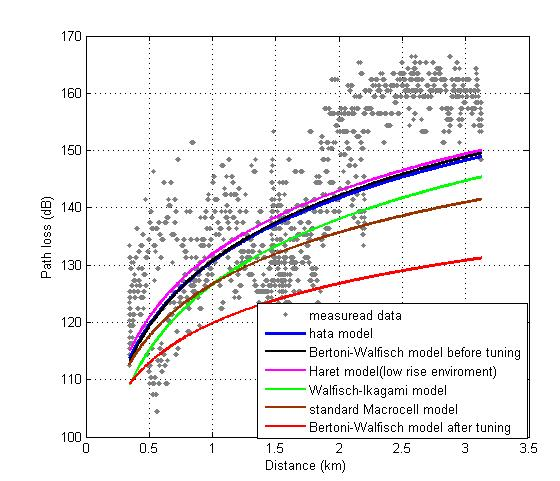 170
160
150
140
130
120
110
100
Path loss (dB)
measuread data
hata model
Bertoni-Walfisch model before tuning
Haret model(low rise enviroment)
Walfisch-Ikagami model
standard Macrocell model
Bertoni-Walfisch model after tuning
0 0.5 1 1.5 2 2.5 3 3.5
Distance (km)